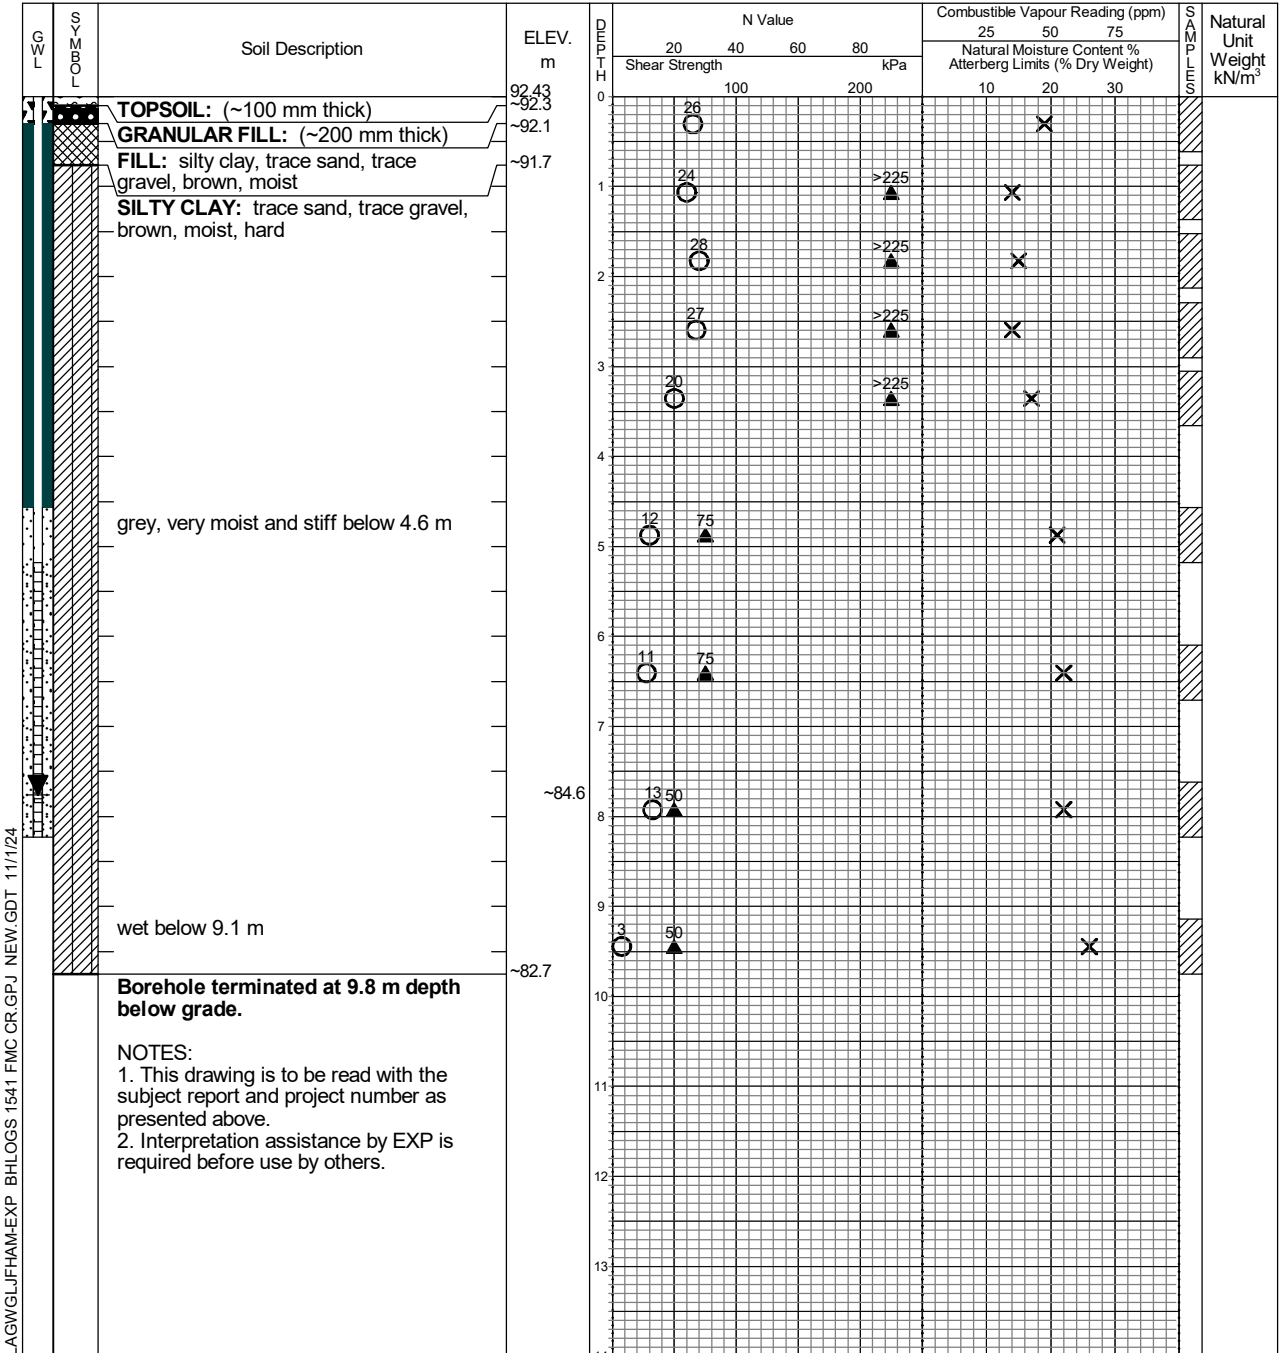 GWL
SYMBOL
Soil Description
ELEV.
m
DEPTH
N Value
20 40 60 80
Shear Strength kPa
100 200
Combustible Vapour Reading (ppm)
25 50 75
Natural Moisture Content %
Atterberg Limits (% Dry Weight)
10 20 30
SAMPLES
Natural
Unit
Weight
kN/m³
92.43
0
TOPSOIL: (~100 mm thick)
~92.3
26
GRANULAR FILL: (~200 mm thick)
~92.1
FILL: silty clay, trace sand, trace
gravel, brown, moist
~91.7
24 >225
1
SILTY CLAY: trace sand, trace gravel,
brown, moist, hard
28 >225
2
27 >225
3
20 >225
4
grey, very moist and stiff below 4.6 m
12 75
5
6
11 75
7
~84.6
13 50
8
9
wet below 9.1 m
3 50
~82.7
Borehole terminated at 9.8 m depth
below grade.
10
NOTES:
1. This drawing is to be read with the
subject report and project number as
presented above.
2. Interpretation assistance by EXP is
required before use by others.
11
12
13
LAGWGLJFHAM-EXP BHLOGS 1541 FMC CR.GPJ NEW.GDT 11/1/24